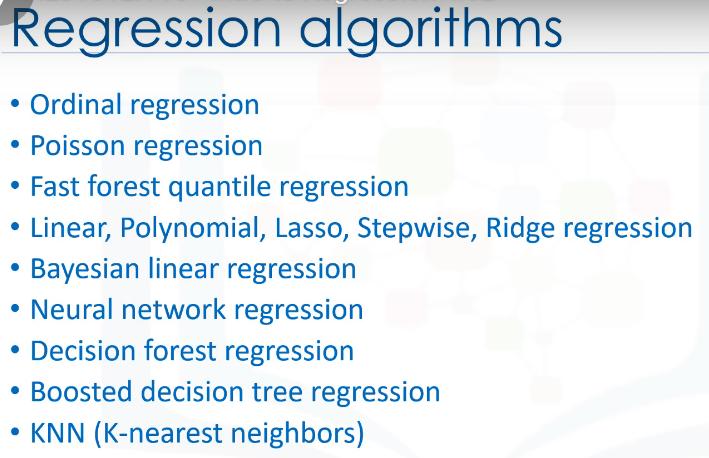 Regression algorithms
• Ordinal regression
• Poisson regression
• Fast forest quantile regression
• Linear, Polynomial, Lasso, Stepwise, Ridge regression
• Bayesian linear regression
• Neural network regression
• Decision forest regression
• Boosted decision tree regression
• KNN (K-nearest neighbors)